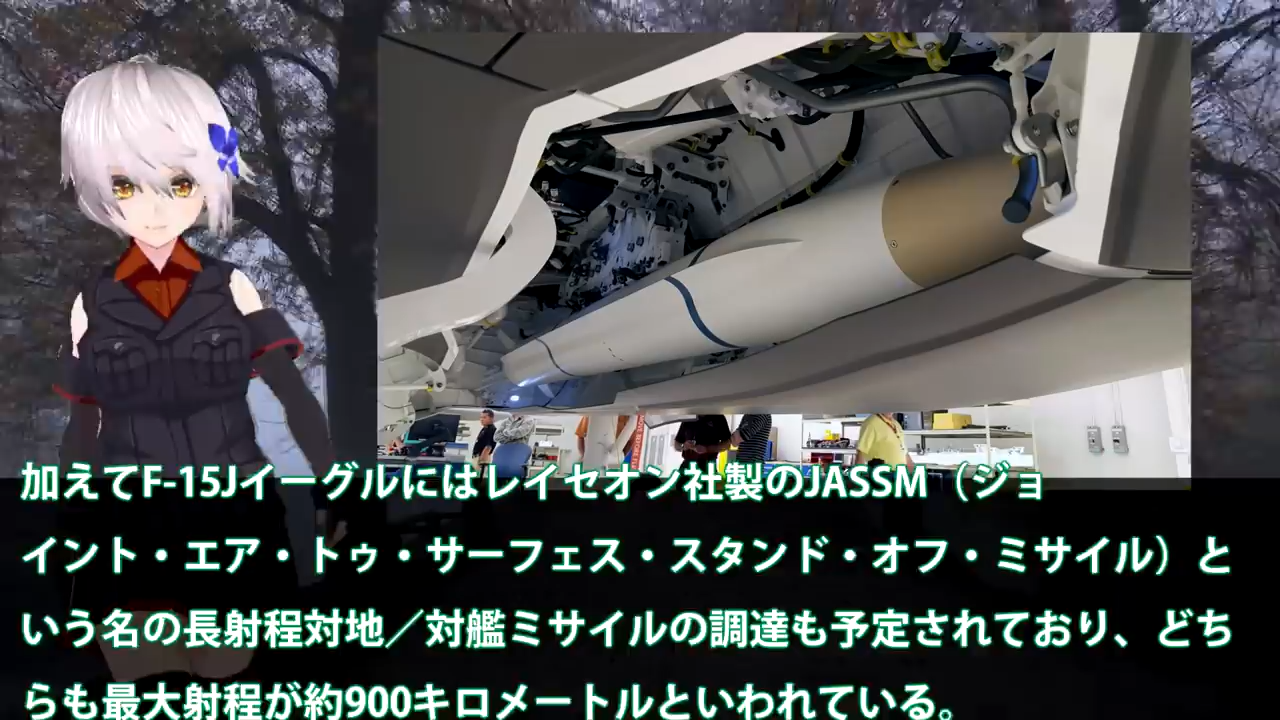 加えてF-15Jイーグルにはレイセオン社製のJASSM（ジョ
イント・エア・トゥ・サーフェス・スタンド・オフ・ミサイル）と
いう名の長射程対地／対艦ミサイルの調達も予定されており、どち
らも最大射程が約900キロメートルといわれている。